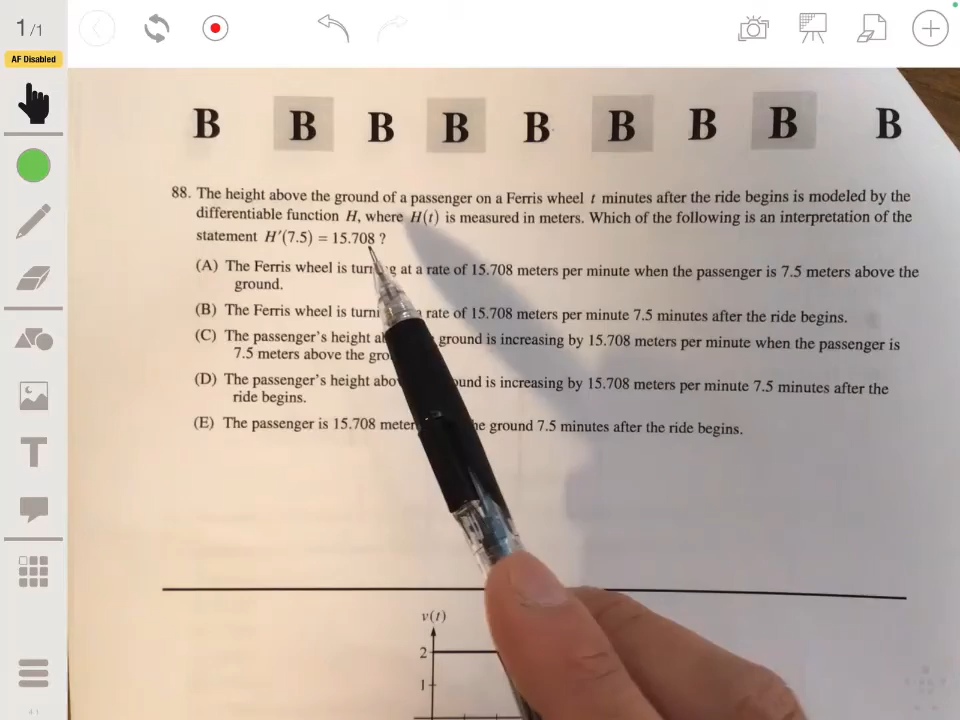 1/1
AF Disabled
B B B B B B B B B
88. The height above the ground of a passenger on a Ferris wheel t minutes after the ride begins is modeled by the
differentiable function H, where H(t) is measured in meters. Which of the following is an interpretation of the
statement H′(7.5) = 15.708 ?
(A) The Ferris wheel is at a rate of 15.708 meters per minute when the passenger is 7.5 meters above the
ground.
(B) The Ferris wheel is rate of 15.708 meters per minute 7.5 minutes after the ride begins.
(C) The passenger's height ground is increasing by 15.708 meters per minute when the passenger is
7.5 meters above the
(D) The passenger's height is increasing by 15.708 meters per minute 7.5 minutes after the
ride begins.
(E) The passenger is 15.708 ground 7.5 minutes after the ride begins.
v(t)
2
1
T